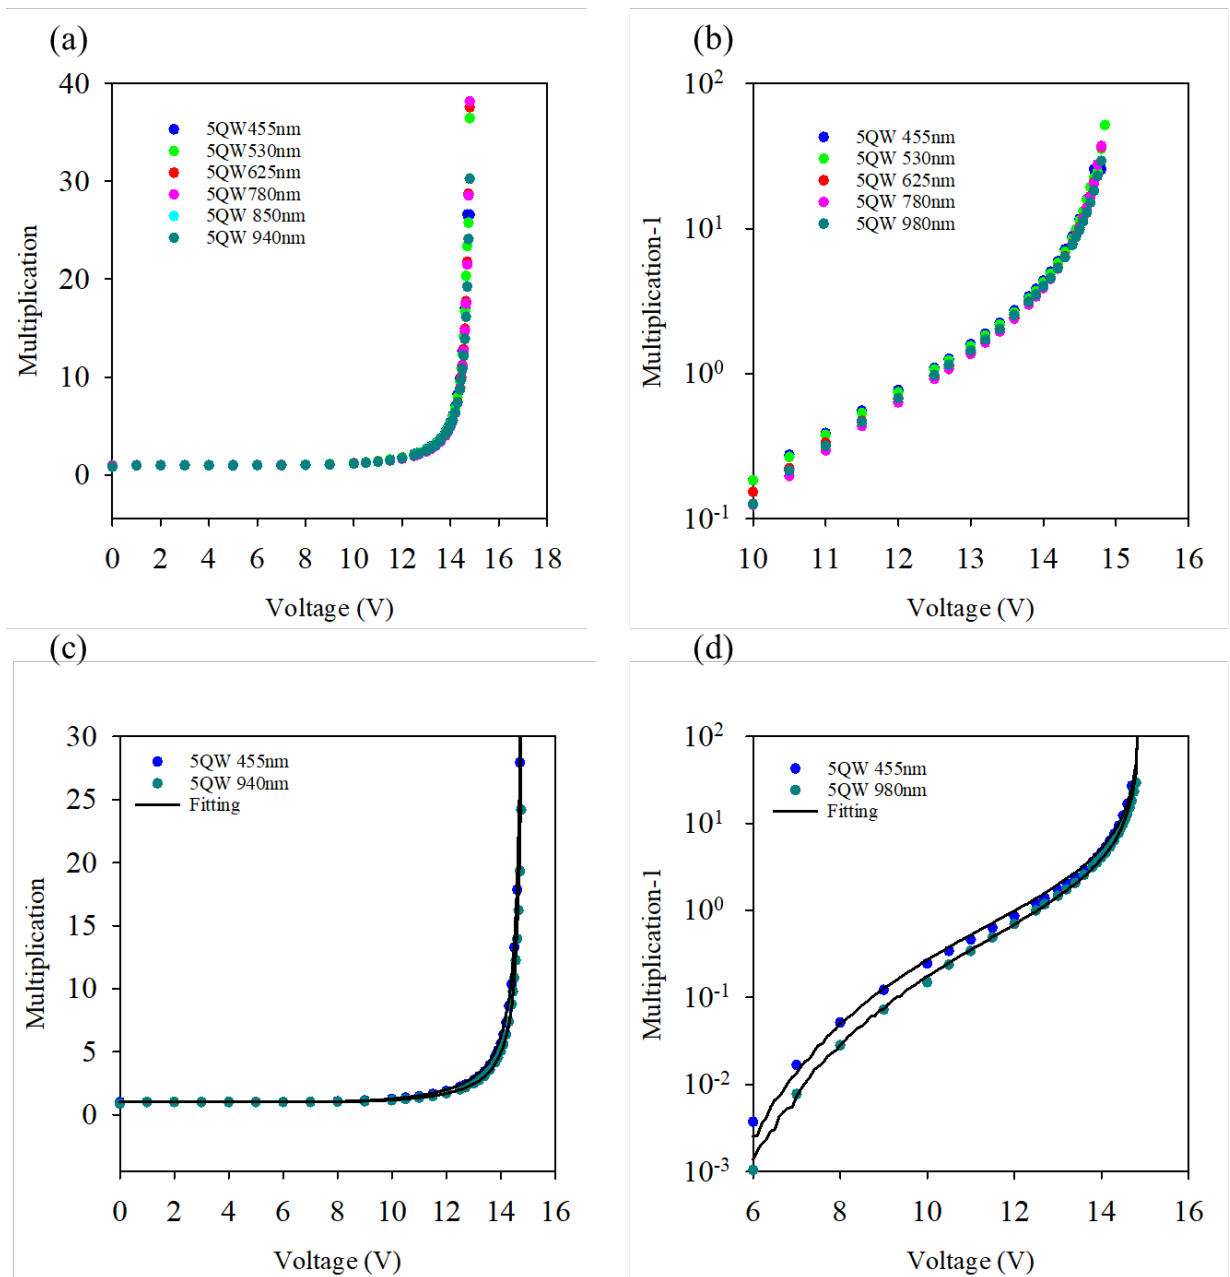 (a)
Multiplication
40
30
20
10
0
5QW455nm
5QW530nm
5QW625nm
5QW780nm
5QW 850nm
5QW 940nm
0 2 4 6 8 10 12 14 16 18
Voltage (V)
(b)
Multiplication-1
10²
10¹
10⁰
10⁻¹
5QW 455nm
5QW 530nm
5QW 625nm
5QW 780nm
5QW 980nm
10 11 12 13 14 15 16
Voltage (V)
(c)
Multiplication
30
25
20
15
10
5
0
5QW 455nm
5QW 940nm
Fitting
0 2 4 6 8 10 12 14 16
Voltage (V)
(d)
Multiplication-1
10²
10¹
10⁰
10⁻¹
10⁻²
10⁻³
5QW 455nm
5QW 980nm
Fitting
6 8 10 12 14 16
Voltage (V)